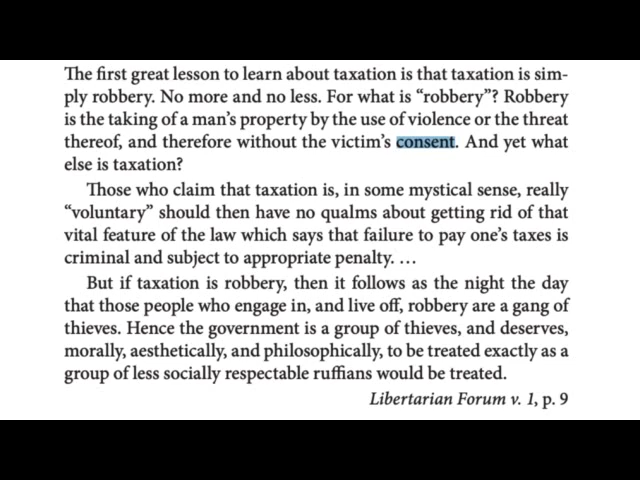 The first great lesson to learn about taxation is that taxation is sim-
ply robbery. No more and no less. For what is “robbery”? Robbery
is the taking of a man’s property by the use of violence or the threat
thereof, and therefore without the victim’s consent. And yet what
else is taxation?
Those who claim that taxation is, in some mystical sense, really
“voluntary” should then have no qualms about getting rid of that
vital feature of the law which says that failure to pay one’s taxes is
criminal and subject to appropriate penalty. …
But if taxation is robbery, then it follows as the night the day
that those people who engage in, and live off, robbery are a gang of
thieves. Hence the government is a group of thieves, and deserves,
morally, aesthetically, and philosophically, to be treated exactly as a
group of less socially respectable ruffians would be treated.
Libertarian Forum v. 1, p. 9